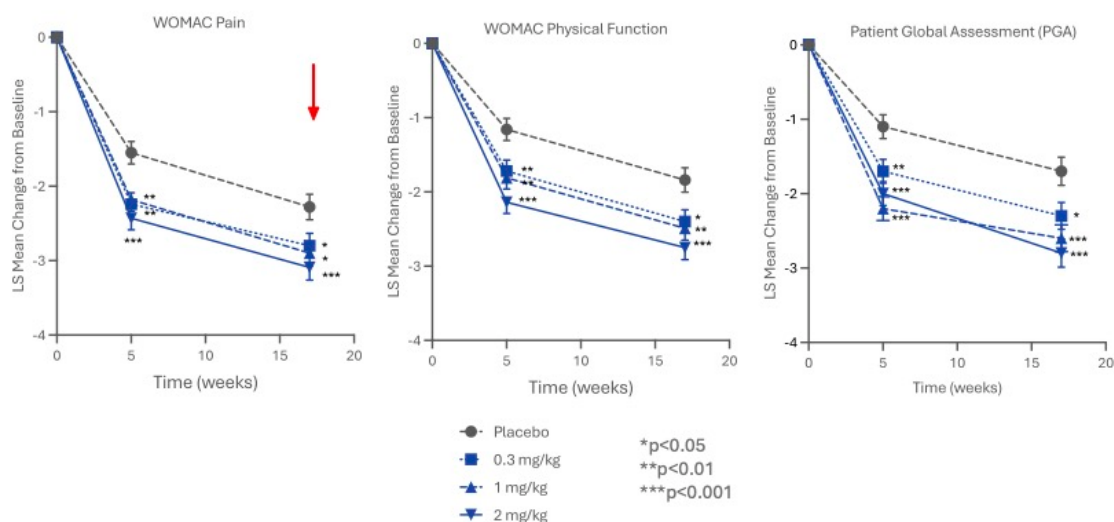 WOMAC Pain
LS Mean Change from Baseline
0
-1
-2
-3
-4
**
**
***
*
*
***
0 5 10 15 20
Time (weeks)
WOMAC Physical Function
LS Mean Change from Baseline
0
-1
-2
-3
-4
**
**
***
*
**
***
0 5 10 15 20
Time (weeks)
Patient Global Assessment (PGA)
LS Mean Change from Baseline
0
-1
-2
-3
-4
**
***
***
*
***
***
0 5 10 15 20
Time (weeks)
Placebo
0.3 mg/kg
1 mg/kg
2 mg/kg
*p<0.05
**p<0.01
***p<0.001